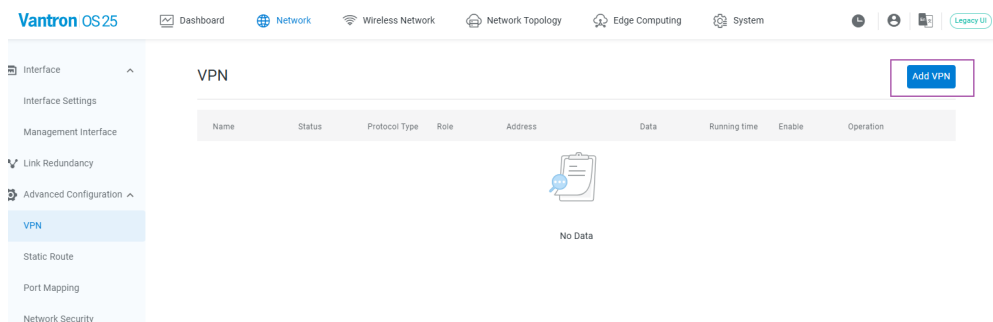 Vantron OS25
Dashboard
Network
Wireless Network
Network Topology
Edge Computing
System
Legacy UI
Interface
Interface Settings
Management Interface
Link Redundancy
Advanced Configuration
VPN
Static Route
Port Mapping
Network Security
VPN
Add VPN
Name Status Protocol Type Role Address Data Running time Enable Operation
No Data